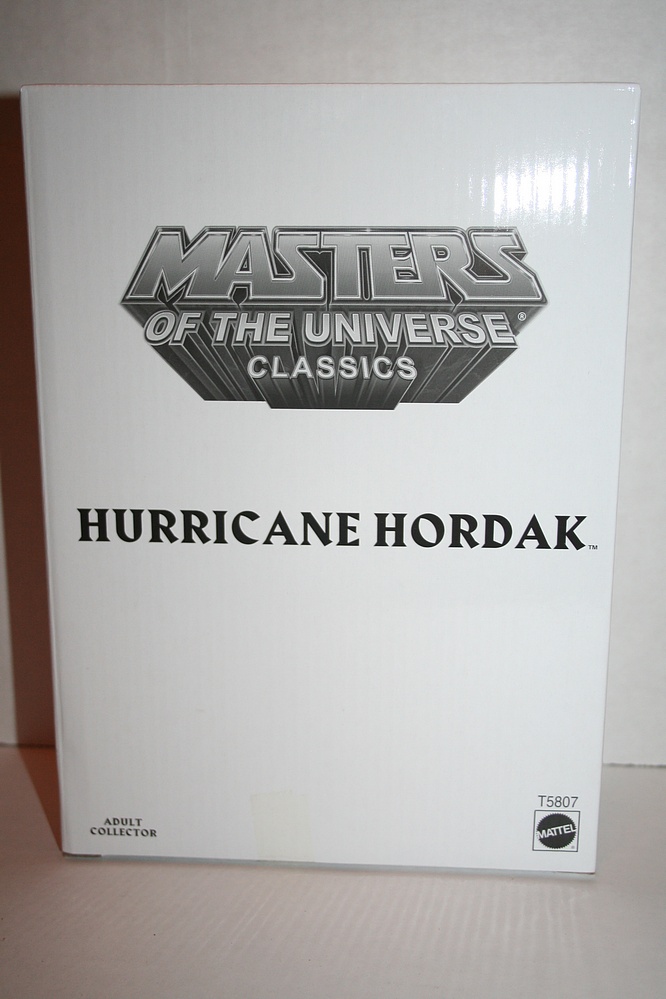 MASTERS
OF THE UNIVERSE®
CLASSICS
HURRICANE HORDAK™
ADULT
COLLECTOR
T5807
MATTEL